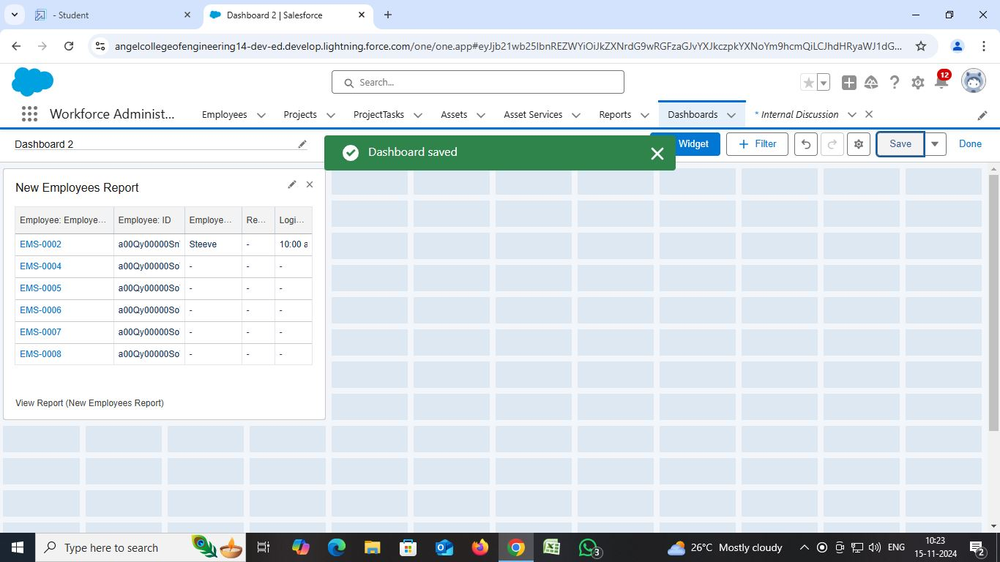 - Student
Dashboard 2 | Salesforce
angelcollegeofengineering14-dev-ed.develop.lightning.force.com/one/one.app#eyJjb21wb25lbnREZWYiOiJkZXNrdG9wRGFzaGJvYXJkczpkYXNoYm9hcmQiLCJhdHRyaWJ1dG...
Search...
12
Workforce Administ...
Employees
Projects
ProjectTasks
Assets
Asset Services
Reports
Dashboards
* Internal Discussion
Dashboard 2
Dashboard saved
Widget
+ Filter
Save
Done
New Employees Report
Employee: Employe... Employee: ID Employe... Re... Logi...
EMS-0002 a00Qy00000Sn Steeve - 10:00 a
EMS-0004 a00Qy00000So - - -
EMS-0005 a00Qy00000So - - -
EMS-0006 a00Qy00000So - - -
EMS-0007 a00Qy00000So - - -
EMS-0008 a00Qy00000So - - -
View Report (New Employees Report)
Type here to search
3
26°C Mostly cloudy
ENG
10:23
15-11-2024
2